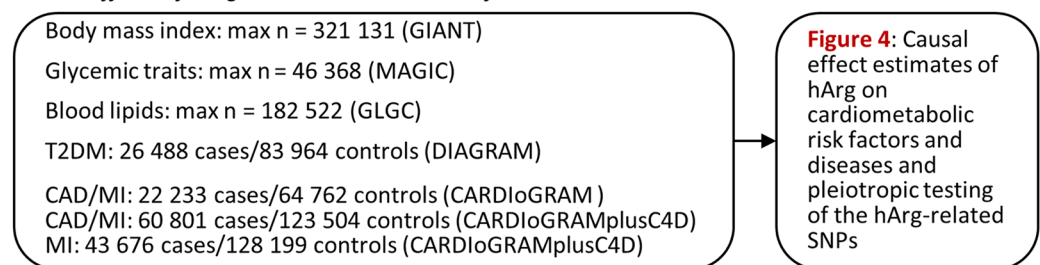 Body mass index: max n = 321 131 (GIANT)
Glycemic traits: max n = 46 368 (MAGIC)
Blood lipids: max n = 182 522 (GLGC)
T2DM: 26 488 cases/83 964 controls (DIAGRAM)
CAD/MI: 22 233 cases/64 762 controls (CARDIoGRAM )
CAD/MI: 60 801 cases/123 504 controls (CARDIoGRAMplusC4D)
MI: 43 676 cases/128 199 controls (CARDIoGRAMplusC4D)
Figure 4: Causal
effect estimates of
hArg on
cardiometabolic
risk factors and
diseases and
pleiotropic testing
of the hArg-related
SNPs